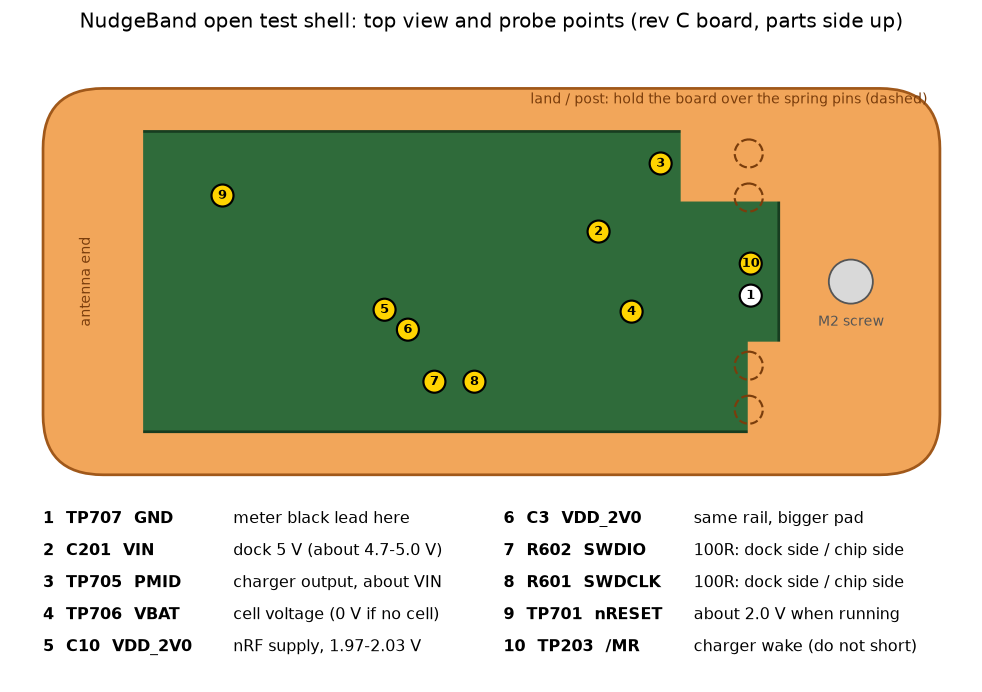 NudgeBand open test shell: top view and probe points (rev C board, parts side up)
land / post: hold the board over the spring pins (dashed)
3
9
2
10
1
antenna end
5
4
6
M2 screw
7
8
1 TP707 GND meter black lead here
2 C201 VIN dock 5 V (about 4.7-5.0 V)
3 TP705 PMID charger output, about VIN
4 TP706 VBAT cell voltage (0 V if no cell)
5 C10 VDD_2V0 nRF supply, 1.97-2.03 V
6 C3 VDD_2V0 same rail, bigger pad
7 R602 SWDIO 100R: dock side / chip side
8 R601 SWDCLK 100R: dock side / chip side
9 TP701 nRESET about 2.0 V when running
10 TP203 /MR charger wake (do not short)